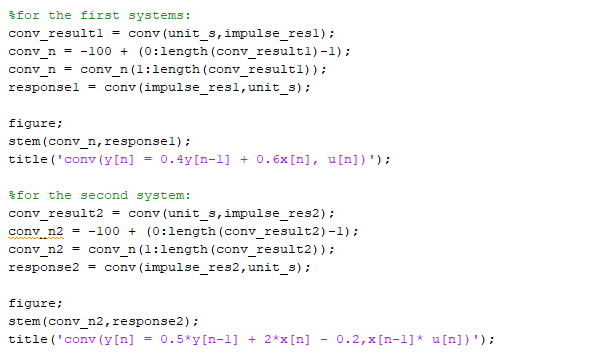 %for the first systems:
conv_result1 = conv(unit_s,impulse_res1);
conv_n = -100 + (0:length(conv_result1)-1);
conv_n = conv_n(1:length(conv_result1));
response1 = conv(impulse_res1,unit_s);
figure;
stem(conv_n,response1);
title('conv(y[n] = 0.4y[n-1] + 0.6x[n], u[n])');
%for the second system:
conv_result2 = conv(unit_s,impulse_res2);
conv_n2 = -100 + (0:length(conv_result2)-1);
conv_n2 = conv_n(1:length(conv_result2));
response2 = conv(impulse_res2,unit_s);
figure;
stem(conv_n2,response2);
title('conv(y[n] = 0.5*y[n-1] + 2*x[n] - 0.2,x[n-1]* u[n])');